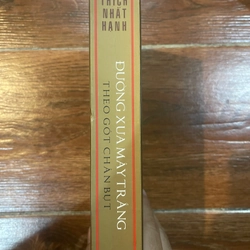 THÍCH
NHẤT
HẠNH
ĐƯỜNG XƯA MÂY TRẮNG
THEO GÓT CHÂN BỤT